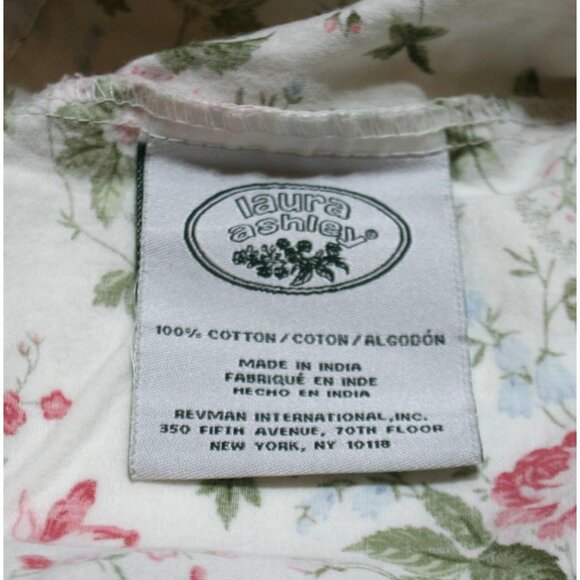 laura
ashley®
100% COTTON/COTON/ALGODÓN
MADE IN INDIA
FABRIQUÉ EN INDE
HECHO EN INDIA
REVMAN INTERNATIONAL,INC.
350 FIFTH AVENUE, 70TH FLOOR
NEW YORK, NY 10118